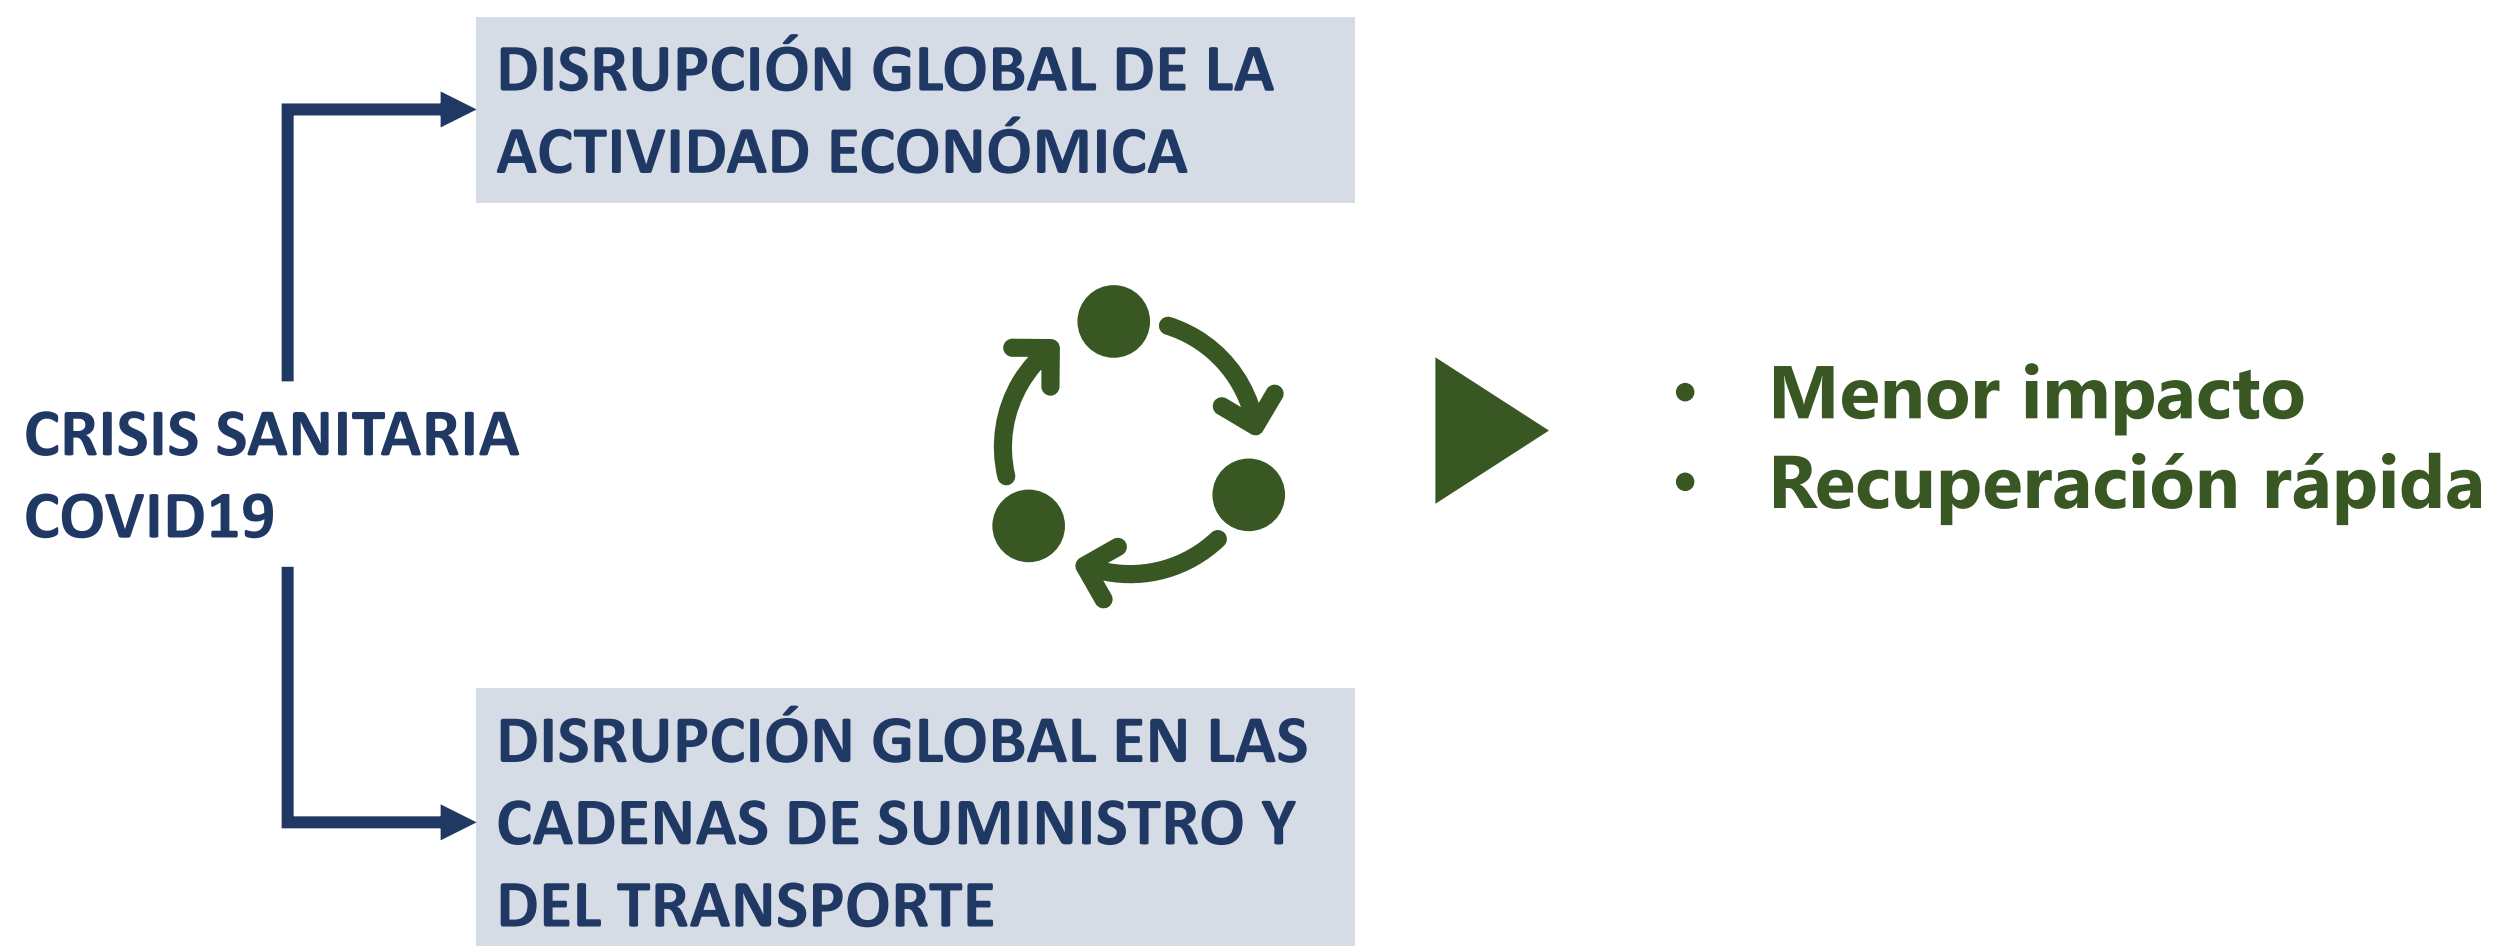 DISRUPCIÓN GLOBAL DE LA
ACTIVIDAD ECONÓMICA
CRISIS SANITARIA
COVID19
• Menor impacto
• Recuperación rápida
DISRUPCIÓN GLOBAL EN LAS
CADENAS DE SUMINISTRO Y
DEL TRANSPORTE